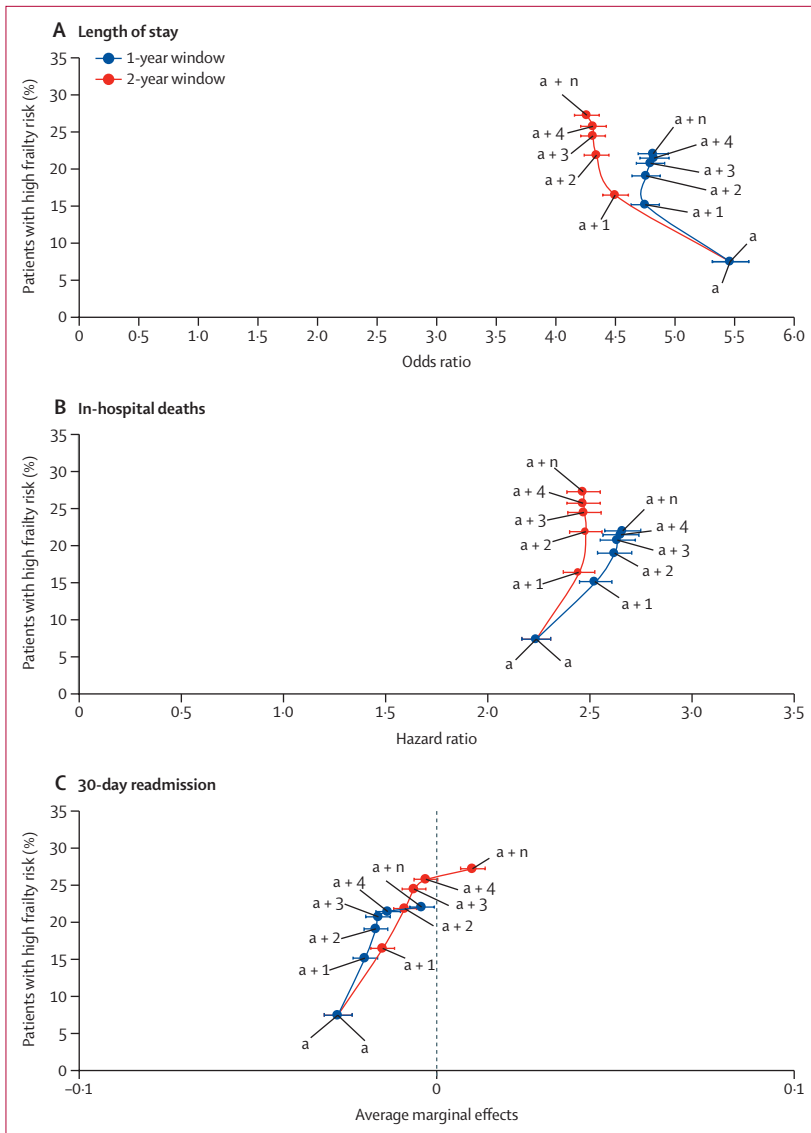 A Length of stay
35
1-year window
2-year window
30
25
20
15
10
5
0
Patients with high frailty risk (%)
a + n
a + 4
a + 3
a + 2
a + 1
a + n
a + 4
a + 3
a + 2
a + 1
a
a
0
0·5
1·0
1·5
2·0
2·5
3·0
3·5
4·0
4·5
5·0
5·5
6·0
Odds ratio
B In-hospital deaths
35
30
25
20
15
10
5
0
Patients with high frailty risk (%)
a + n
a + 4
a + 3
a + 2
a + 1
a + n
a + 4
a + 3
a + 2
a + 1
a
a
0
0·5
1·0
1·5
2·0
2·5
3·0
3·5
Hazard ratio
C 30-day readmission
35
30
25
20
15
10
5
0
Patients with high frailty risk (%)
a + n
a + n
a + 4
a + 4
a + 3
a + 3
a + 2
a + 2
a + 1
a + 1
a
a
–0·1
0
0·1
Average marginal effects